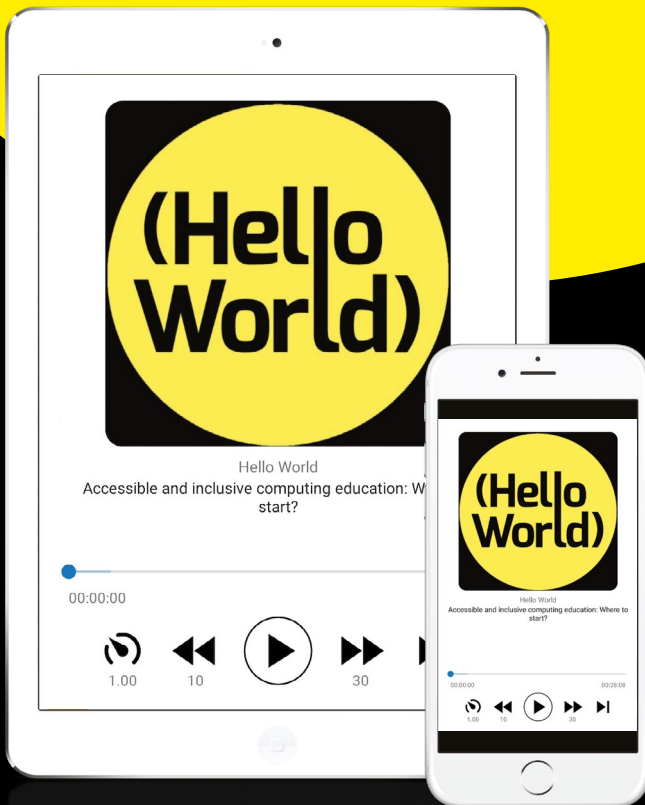 (Hello
World)
Hello World
Accessible and inclusive computing education: W
start?
00:00:00
1.00
10
30
(Hello
World)
Hello World
Accessible and inclusive computing education: Where to
start?
00:00:00
00:28:08
1.00
10
30